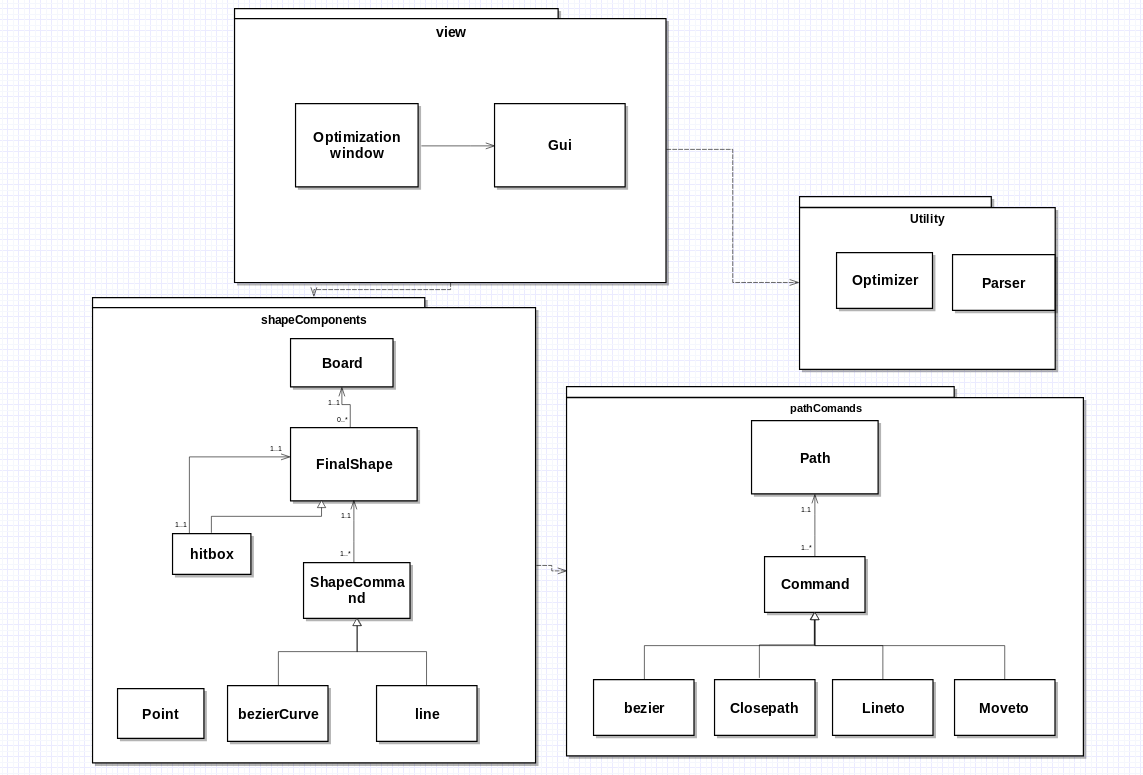 view
Optimization
window
Gui
Utility
Optimizer
Parser
shapeComponents
Board
1..1
0..*
FinalShape
1..1
1..1
hitbox
1.1
1..*
ShapeComma
nd
Point
bezierCurve
line
pathComands
Path
1.1
1..*
Command
bezier
Closepath
Lineto
Moveto